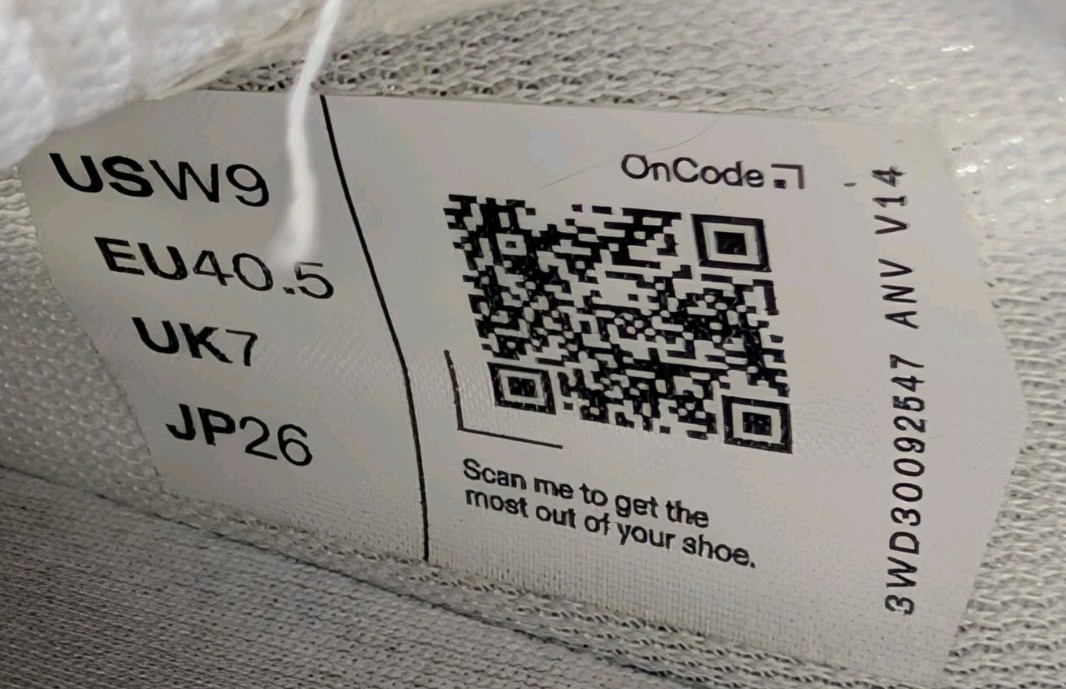 USW9
EU40.5
UK7
JP26
OnCode
Scan me to get the
most out of your shoe.
3WD30092547 ANV V14